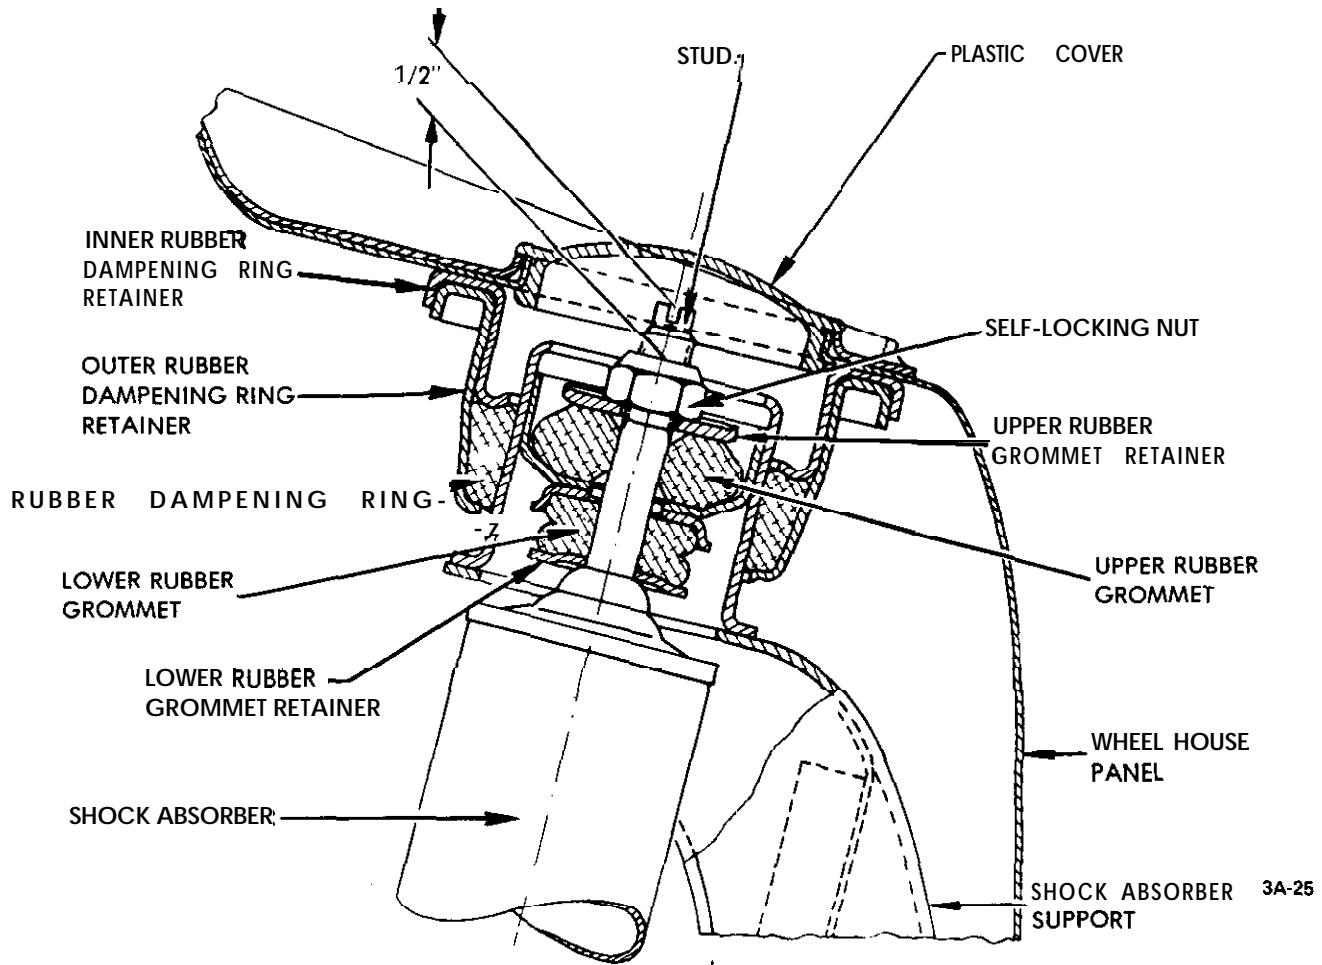 1/2"
STUD
PLASTIC COVER
INNER RUBBER
DAMPENING RING
RETAINER
SELF-LOCKING NUT
OUTER RUBBER
DAMPENING RING
RETAINER
UPPER RUBBER
GROMMET RETAINER
RUBBER DAMPENING RING
LOWER RUBBER
GROMMET
UPPER RUBBER
GROMMET
LOWER RUBBER
GROMMET RETAINER
WHEEL HOUSE
PANEL
SHOCK ABSORBER
SHOCK ABSORBER
SUPPORT
3A-25